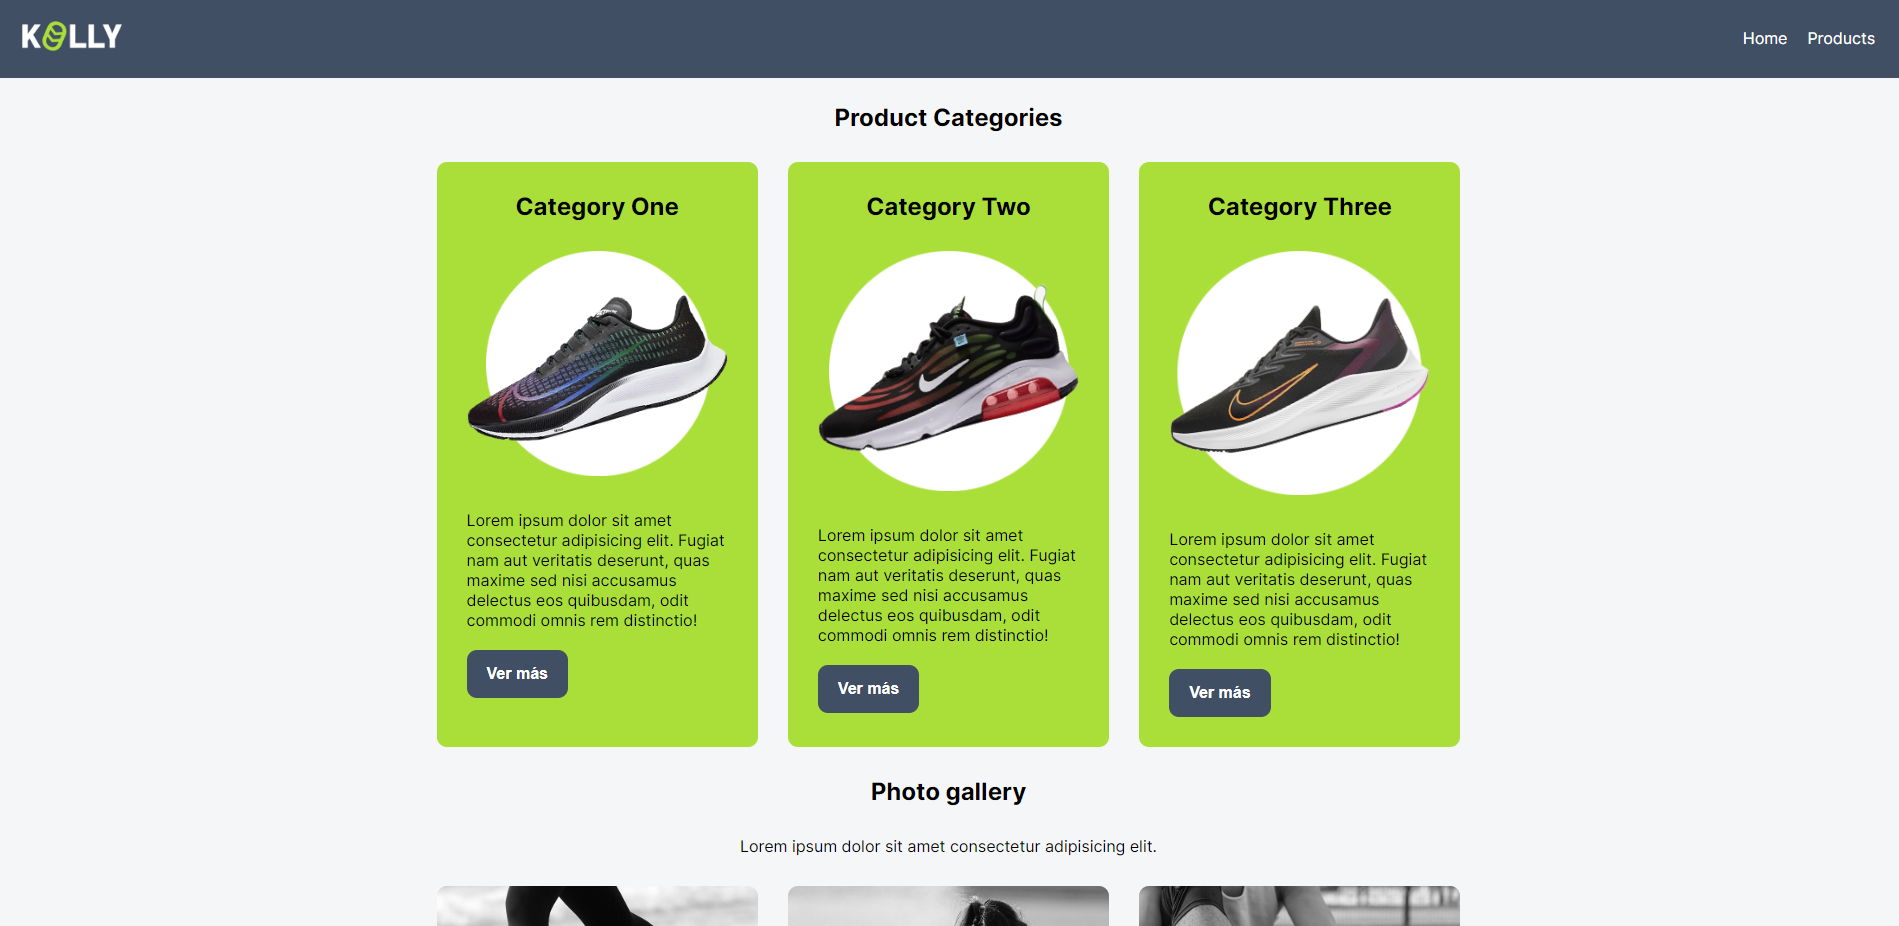 KOLLY
Home Products
Product Categories
Category One
Lorem ipsum dolor sit amet
consectetur adipisicing elit. Fugiat
nam aut veritatis deserunt, quas
maxime sed nisi accusamus
delectus eos quibusdam, odit
commodi omnis rem distinctio!
Ver más
Category Two
Lorem ipsum dolor sit amet
consectetur adipisicing elit. Fugiat
nam aut veritatis deserunt, quas
maxime sed nisi accusamus
delectus eos quibusdam, odit
commodi omnis rem distinctio!
Ver más
Category Three
Lorem ipsum dolor sit amet
consectetur adipisicing elit. Fugiat
nam aut veritatis deserunt, quas
maxime sed nisi accusamus
delectus eos quibusdam, odit
commodi omnis rem distinctio!
Ver más
Photo gallery
Lorem ipsum dolor sit amet consectetur adipisicing elit.